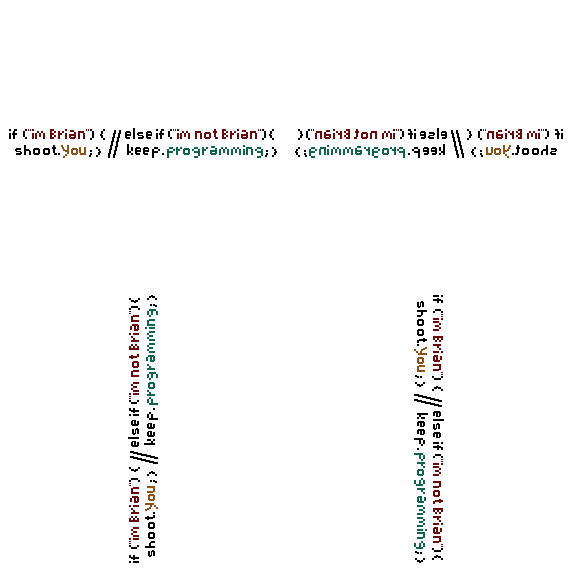 if ("im Brian") { // else if ("im not Brian"){
shoot.You;} // keep.programming;}
if ("im Brian") { // else if ("im not Brian"){
shoot.You;} // keep.programming;}
if ("im Brian") { // else if ("im not Brian"){
shoot.You;} // keep.programming;}
if ("im Brian") { // else if ("im not Brian"){
shoot.You;} // keep.programming;}